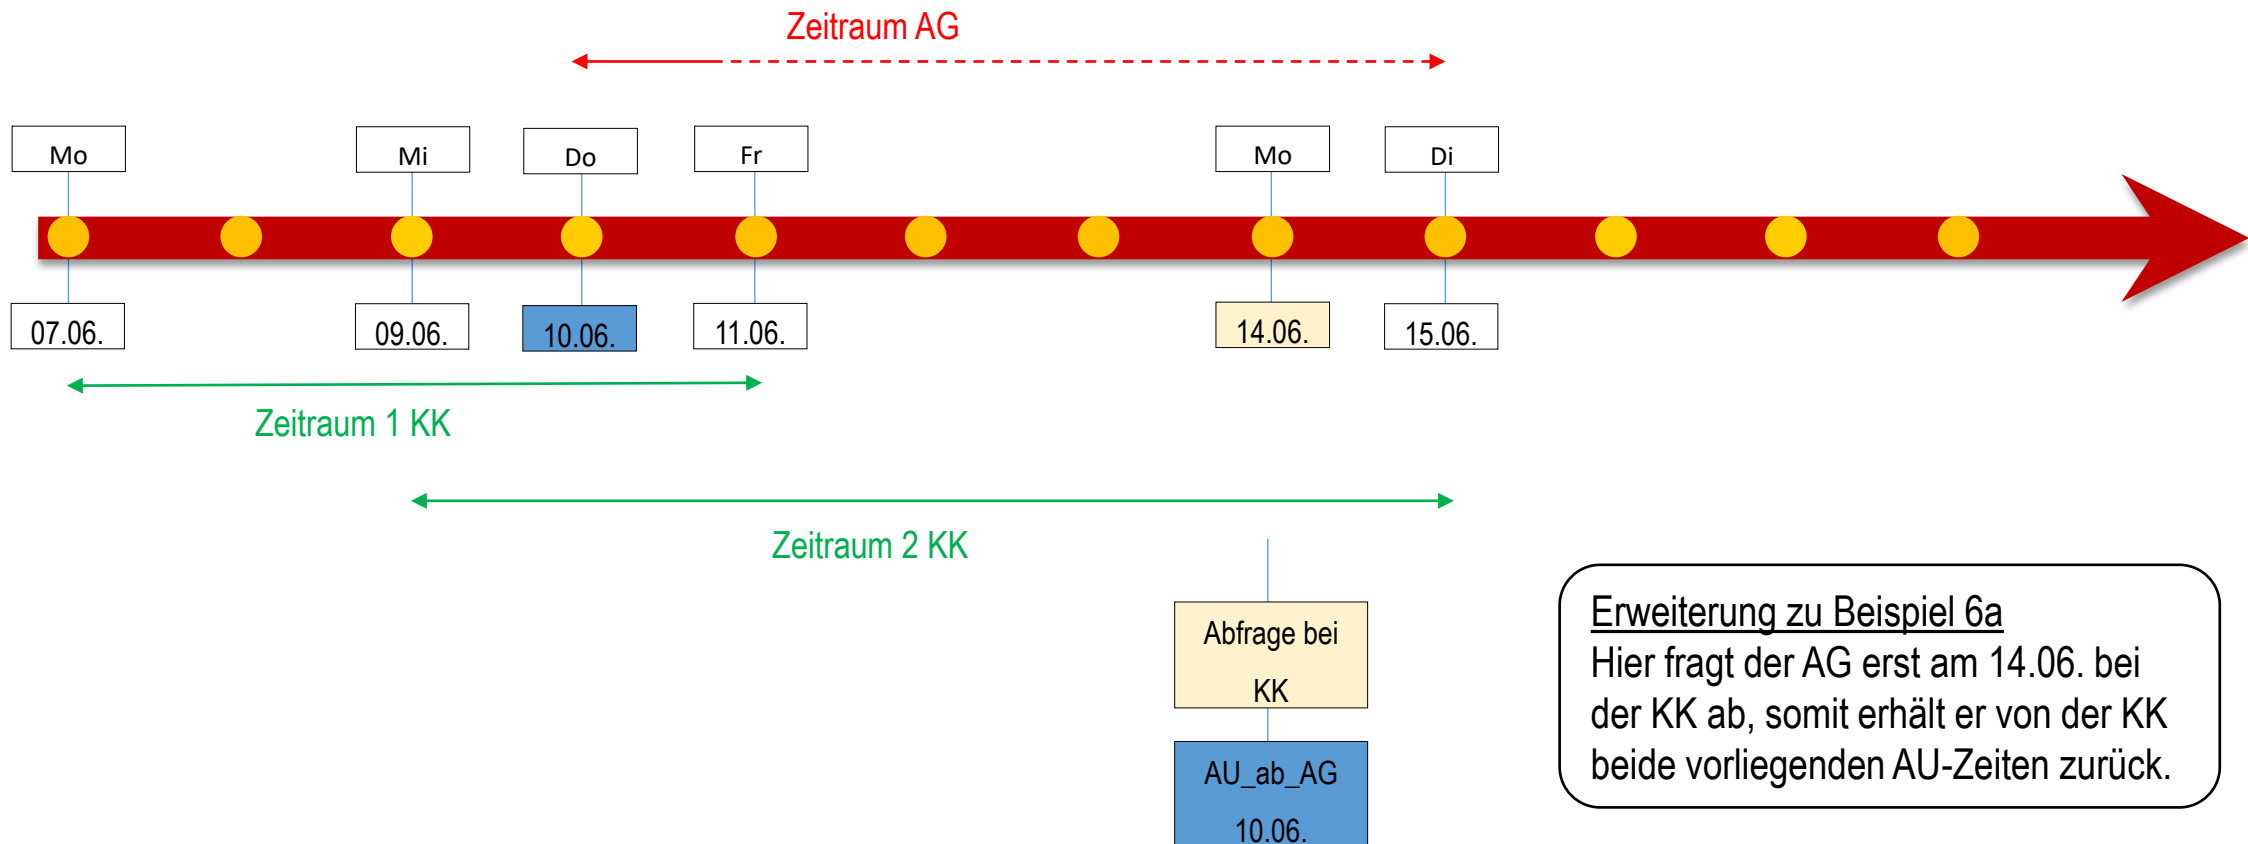 Zeitraum AG
Mo
Mi
Do
Fr
Mo
Di
07.06.
09.06.
10.06.
11.06.
14.06.
15.06.
Zeitraum 1 KK
Zeitraum 2 KK
Abfrage bei
KK
AU_ab_AG
10.06.
Erweiterung zu Beispiel 6a
Hier fragt der AG erst am 14.06. bei
der KK ab, somit erhält er von der KK
beide vorliegenden AU-Zeiten zurück.